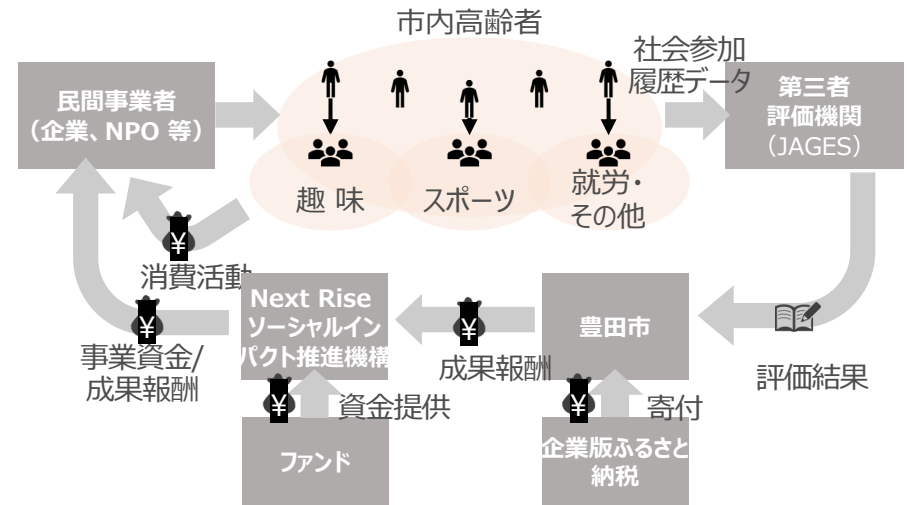 市内高齢者
社会参加
履歴データ
民間事業者
（企業、NPO 等）
第三者
評価機関
（JAGES）
趣 味
スポーツ
就労・
その他
¥
消費活動
Next Rise
ソーシャルイン
パクト推進機構
豊田市
¥
¥
事業資金/
成果報酬
成果報酬
評価結果
¥
資金提供
¥
寄付
ファンド
企業版ふるさと
納税